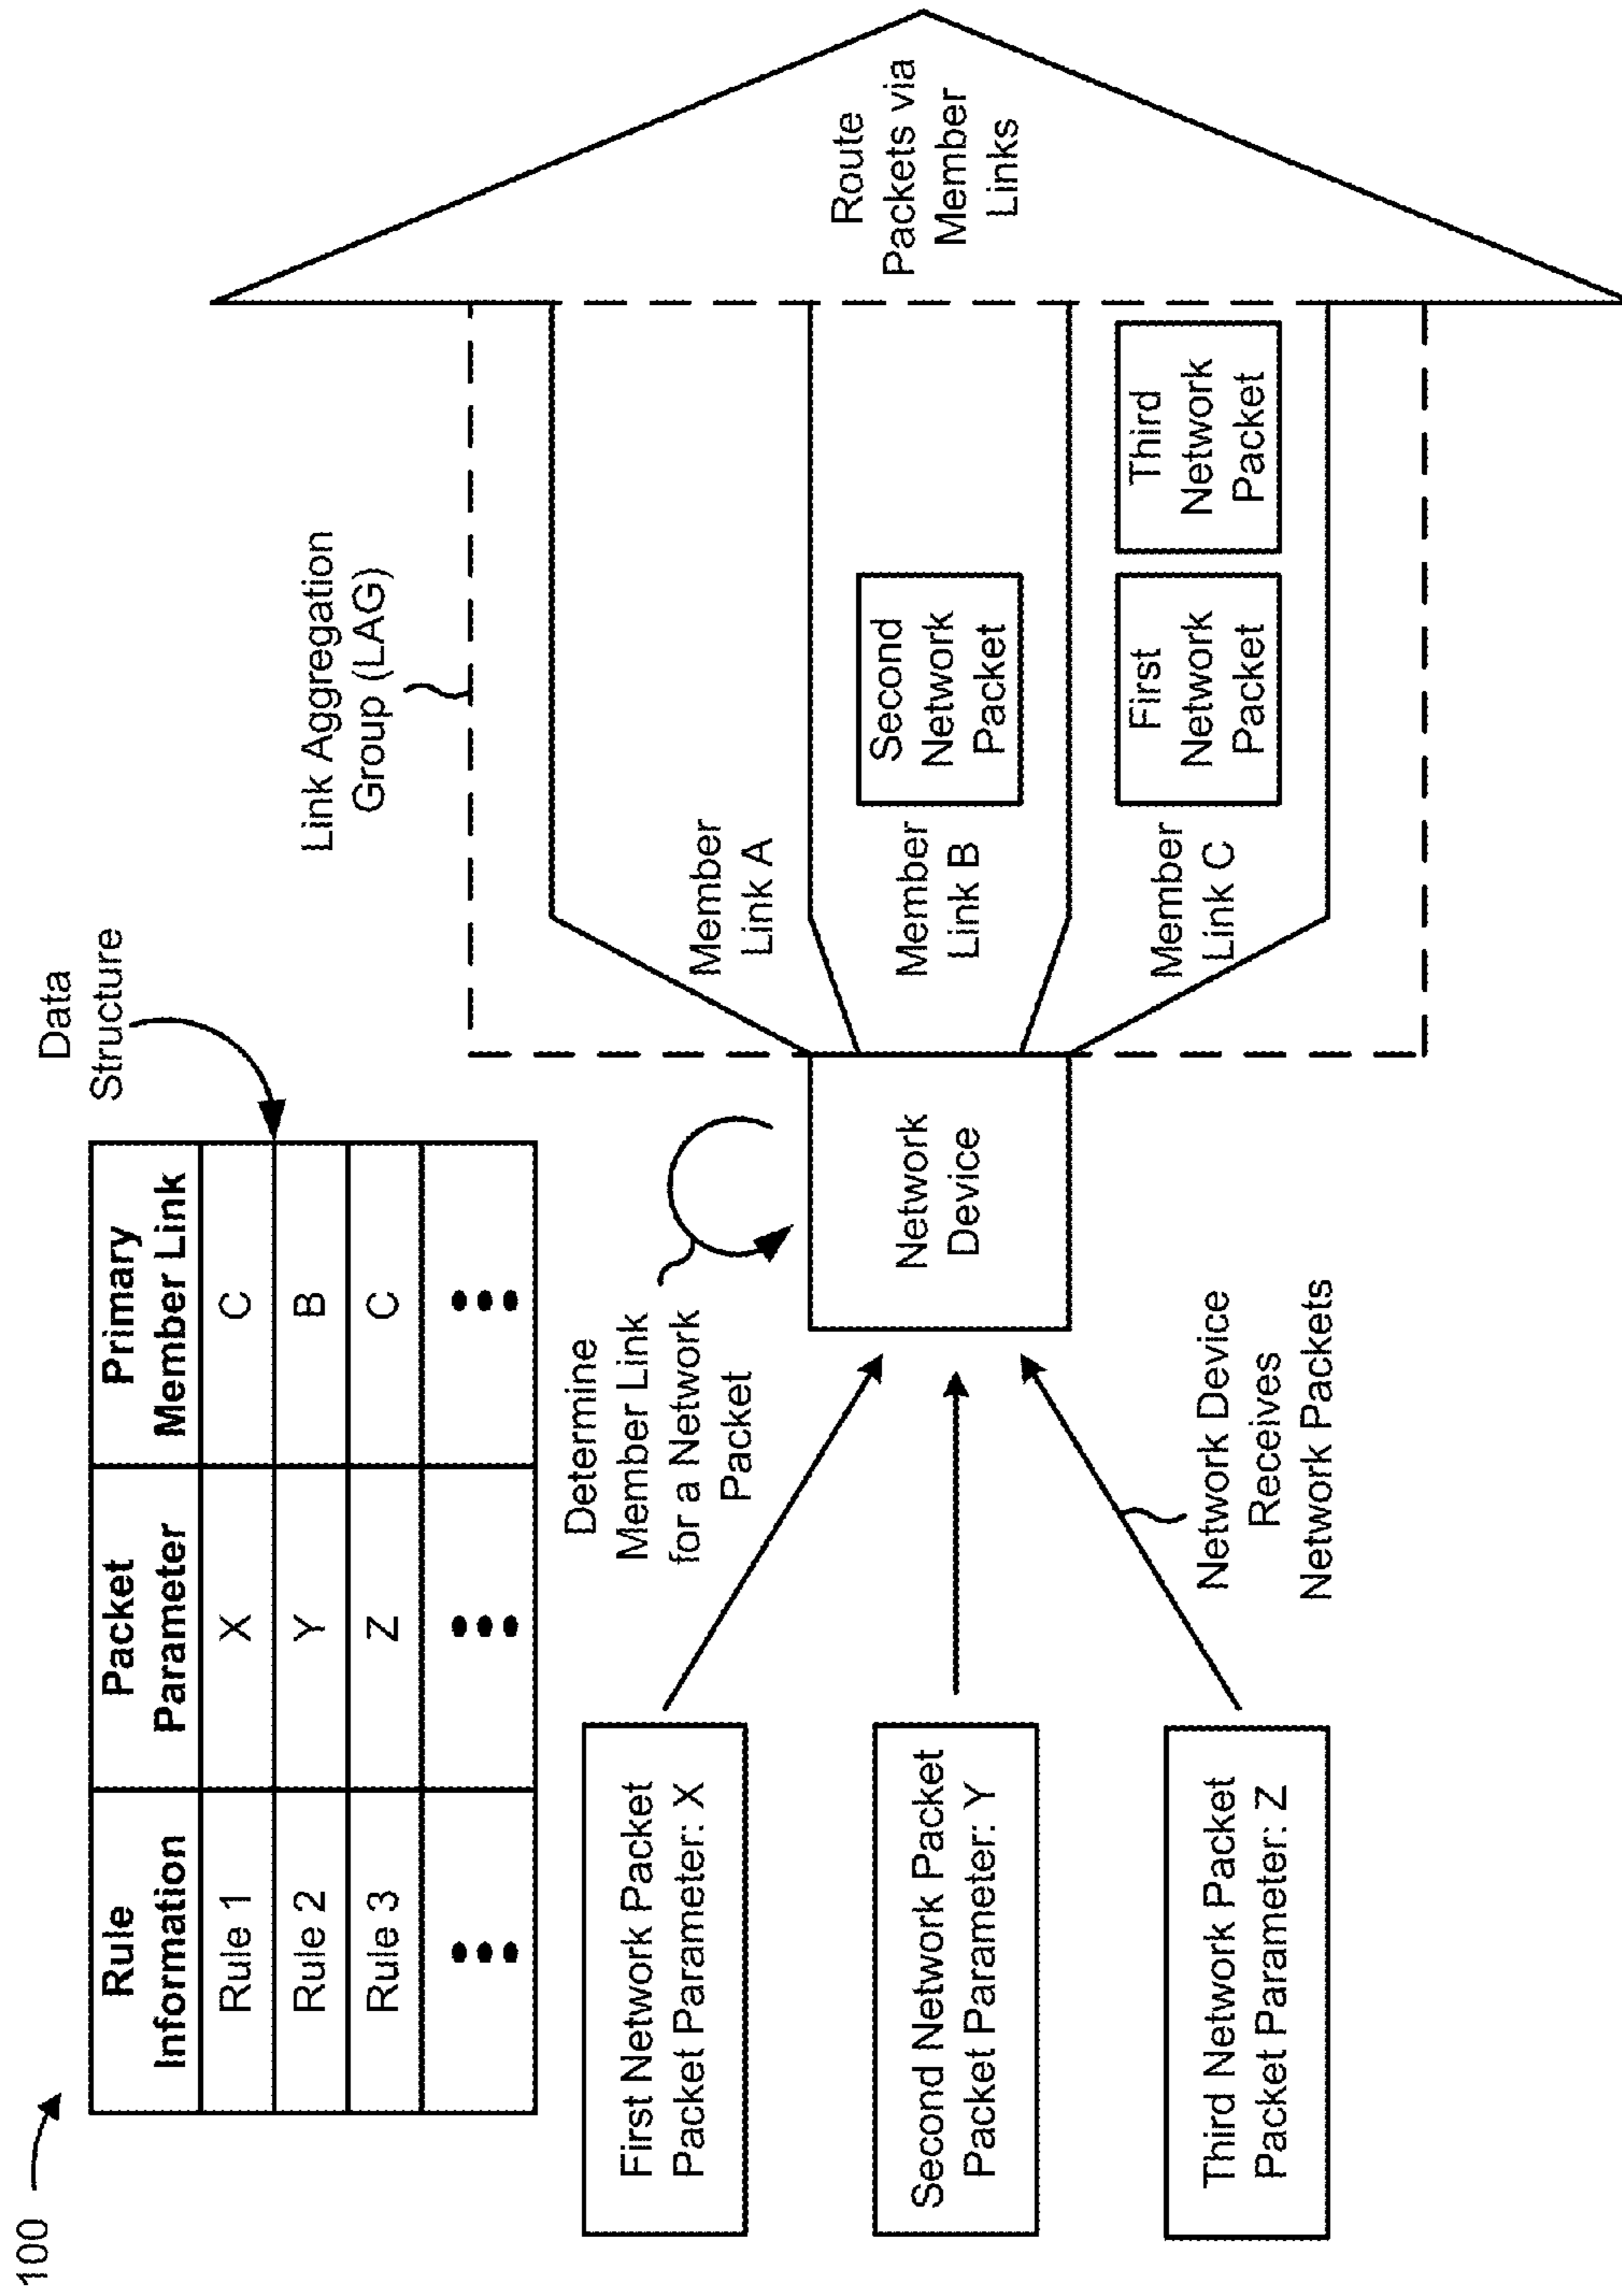 100
Rule
Information
Packet
Parameter
Primary
Member Link
Rule 1
X
C
Rule 2
Y
B
Rule 3
Z
C
Data
Structure
Link Aggregation
Group (LAG)
Determine
Member Link
for a Network
Packet
First Network Packet
Packet Parameter: X
Second Network Packet
Packet Parameter: Y
Third Network Packet
Packet Parameter: Z
Network Device
Receives
Network Packets
Network
Device
Member
Link A
Member
Link B
Second
Network
Packet
Member
Link C
First
Network
Packet
Third
Network
Packet
Route
Packets via
Member
Links